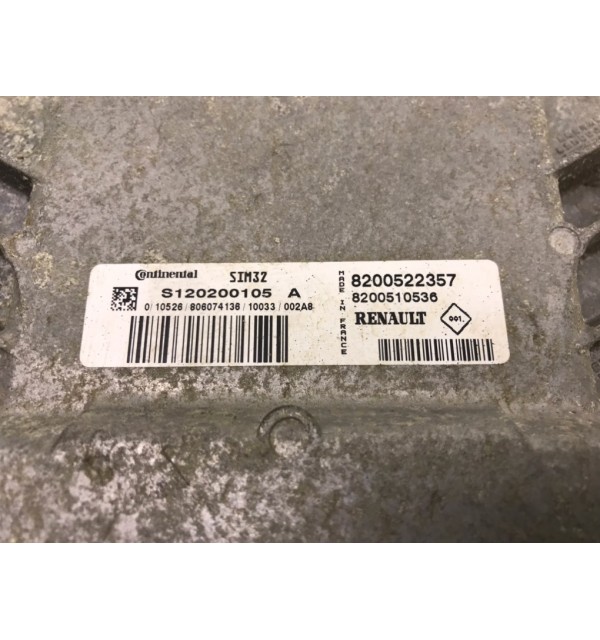 Continental SIM32
S120200105 A
0/10526/806074136/10033/002A8
MADE IN FRANCE
8200522357
8200510536
RENAULT 001.